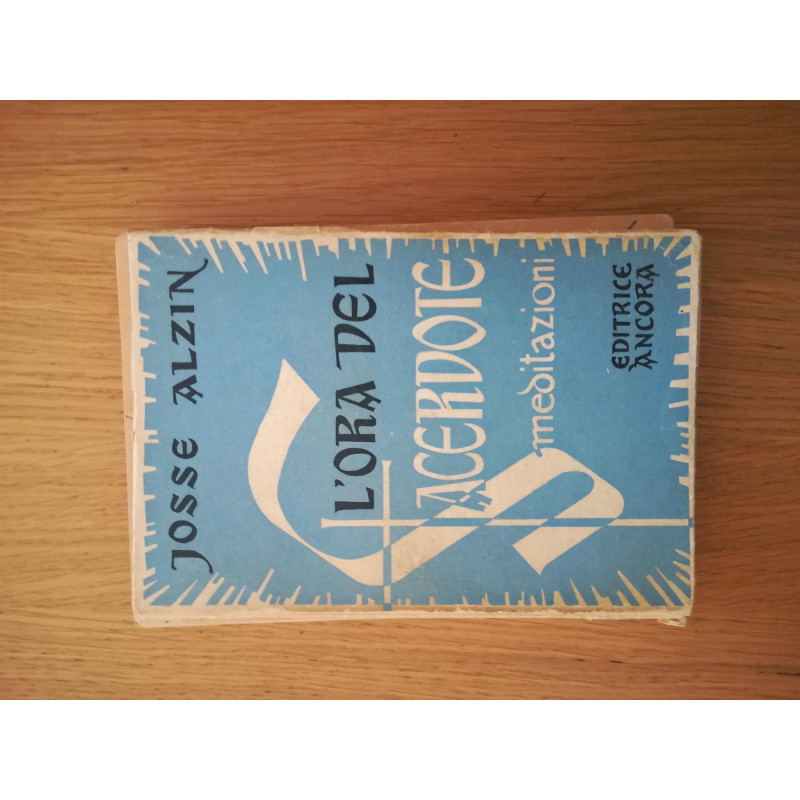 JOSSE ALZIN
L'ORA DEL
SACERDOTE
meditazioni
EDITRICE
ANCORA